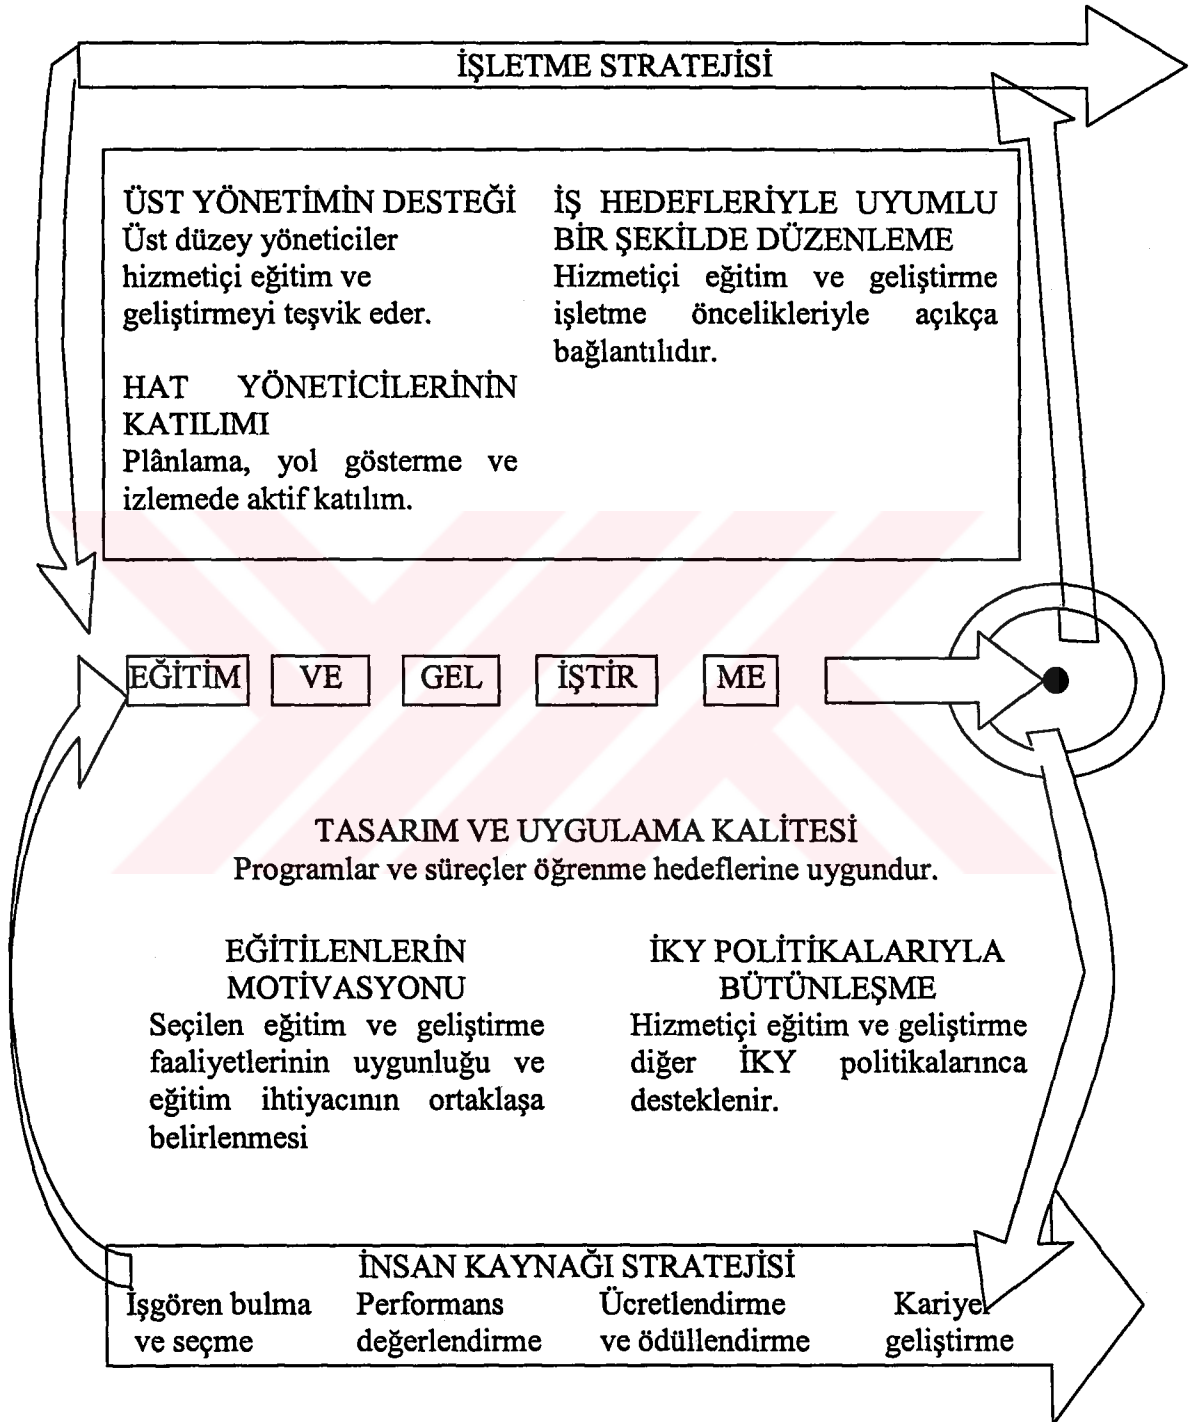 İŞLETME STRATEJİSİ
ÜST YÖNETİMİN DESTEĞİ
Üst düzey yöneticiler
hizmetiçi eğitim ve
geliştirmeyi teşvik eder.
HAT YÖNETİCİLERİNİN
KATILIMI
Plânlama, yol gösterme ve
izlemede aktif katılım.
İŞ HEDEFLERİYLE UYUMLU
BİR ŞEKİLDE DÜZENLEME
Hizmetiçi eğitim ve geliştirme
işletme öncelikleriyle açıkça
bağlantılıdır.
EĞİTİM VE GEL İŞTİR ME
TASARIM VE UYGULAMA KALİTESİ
Programlar ve süreçler öğrenme hedeflerine uygundur.
EĞİTİLENLERİN
MOTİVASYONU
Seçilen eğitim ve geliştirme
faaliyetlerinin uygunluğu ve
eğitim ihtiyacının ortaklaşa
belirlenmesi
İKY POLİTİKALARIYLA
BÜTÜNLEŞME
Hizmetiçi eğitim ve geliştirme
diğer İKY politikalarınca
desteklenir.
İNSAN KAYNAĞI STRATEJİSİ
İşgören bulma
ve seçme
Performans
değerlendirme
Ücretlendirme
ve ödüllendirme
Kariyer
geliştirme